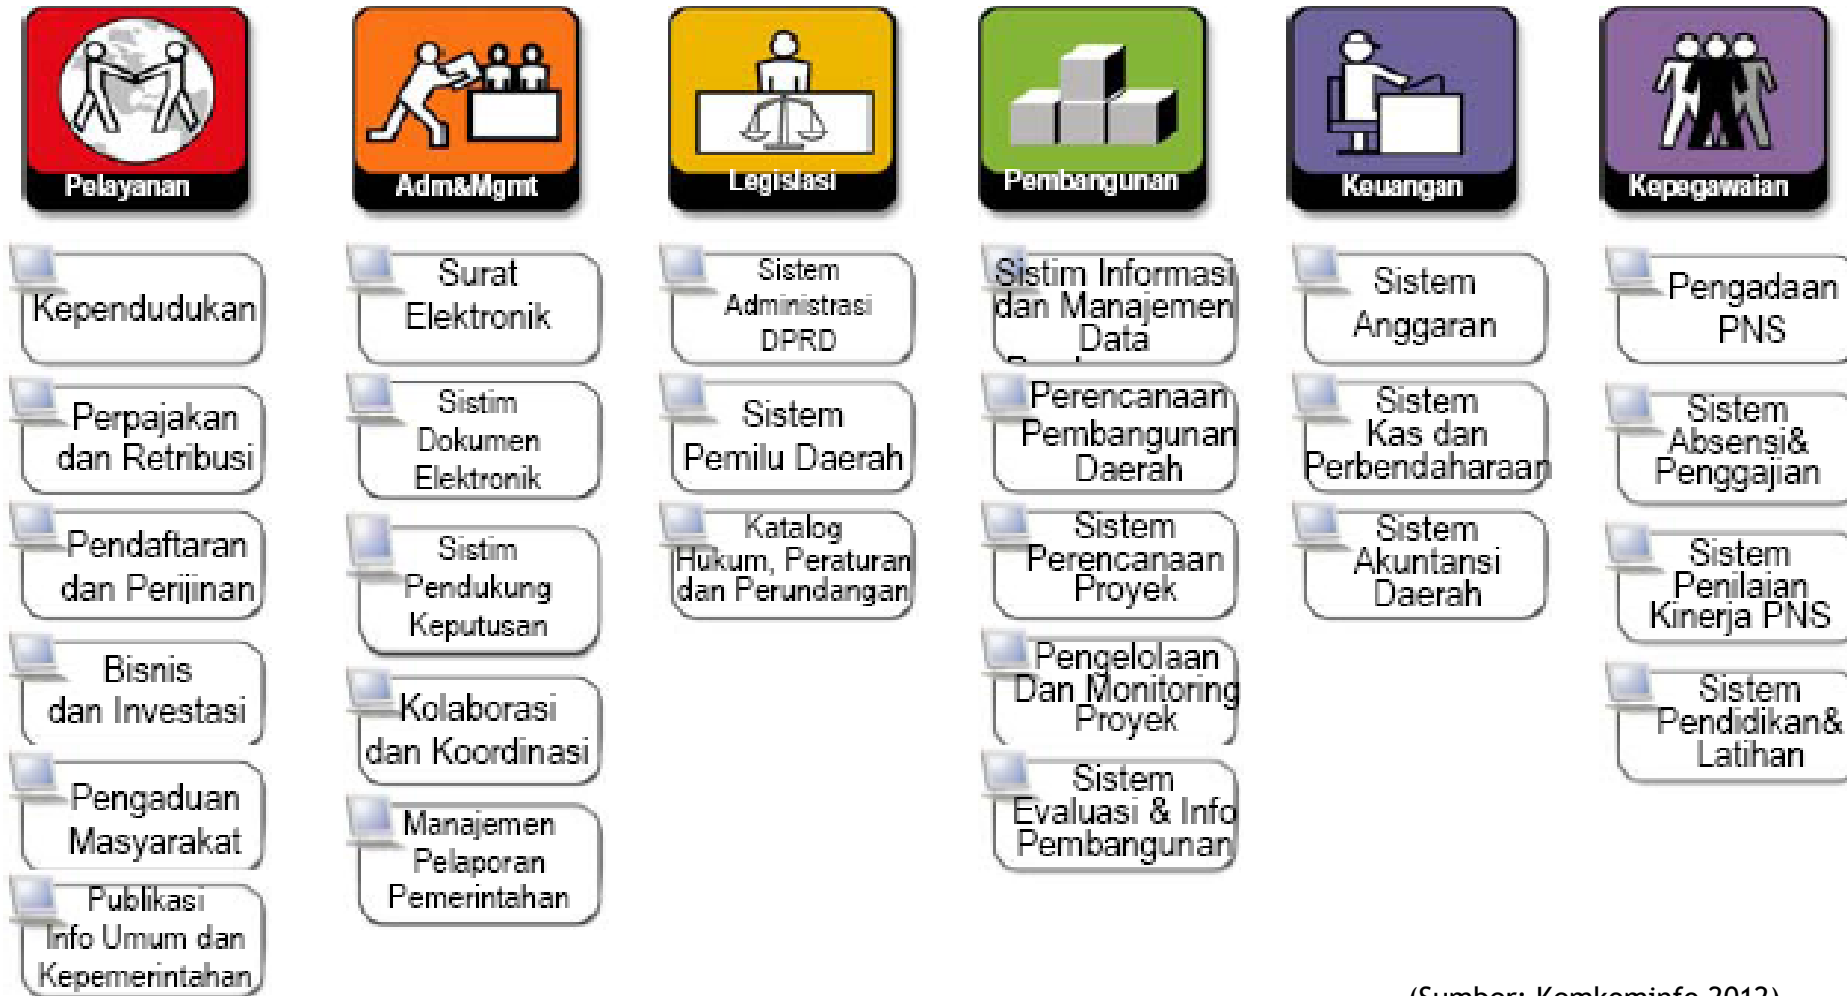 Pelayanan
Kependudukan
Perpajakan
dan Retribusi
Pendaftaran
dan Perijinan
Bisnis
dan Investasi
Pengaduan
Masyarakat
Publikasi
Info Umum dan
Kepemerintahan
Adm&Mgmt
Surat
Elektronik
Sistim
Dokumen
Elektronik
Sistim
Pendukung
Keputusan
Kolaborasi
dan Koordinasi
Manajemen
Pelaporan
Pemerintahan
Legislasi
Sistem
Administrasi
DPRD
Sistem
Pemilu Daerah
Katalog
Hukum, Peraturan
dan Perundangan
Pembangunan
Sistim Informasi
dan Manajemen
Data
Perencanaan
Pembangunan
Daerah
Sistem
Perencanaan
Proyek
Pengelolaan
Dan Monitoring
Proyek
Sistem
Evaluasi & Info
Pembangunan
Keuangan
Sistem
Anggaran
Sistem
Kas dan
Perbendaharaan
Sistem
Akuntansi
Daerah
Kepegawaian
Pengadaan
PNS
Sistem
Absensi&
Penggajian
Sistem
Penilaian
Kinerja PNS
Sistem
Pendidikan&
Latihan
(Sumber: Kemkominfo 2012)